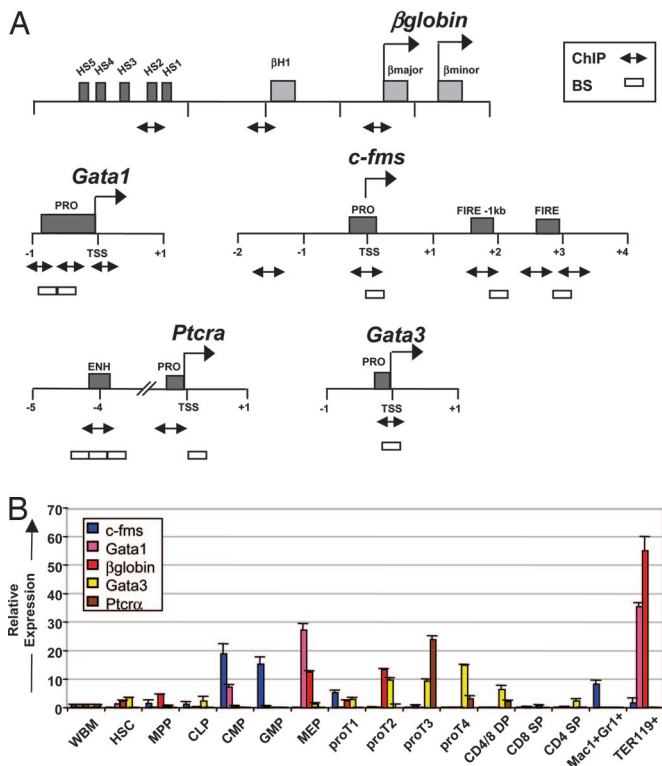 A
HS5 HS4 HS3 HS2 HS1
βH1
βglobin
βmajor βminor
ChIP
BS
Gata1
PRO
-1 TSS +1
c-fms
PRO FIRE -1kb FIRE
-2 TSS +1 +2 +3 +4
Ptcra
ENH PRO
-5 -4 TSS +1
Gata3
PRO
-1 TSS +1
B
Relative Expression
70
60
50
40
30
20
10
0
c-fms
Gata1
βglobin
Gata3
Ptcrα
WBM HSC MPP CLP CMP GMP MEP proT1 proT2 proT3 proT4 CD4/8 DP CD8 SP CD4 SP Mac1+Gr1+ TER119+